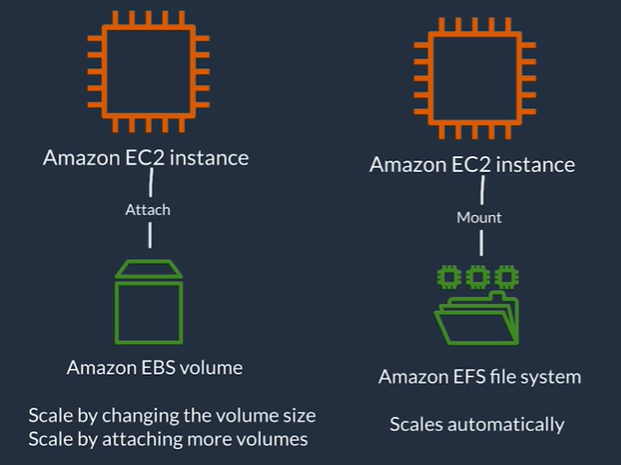 Amazon EC2 instance
Attach
Amazon EBS volume
Scale by changing the volume size
Scale by attaching more volumes
Amazon EC2 instance
Mount
Amazon EFS file system
Scales automatically